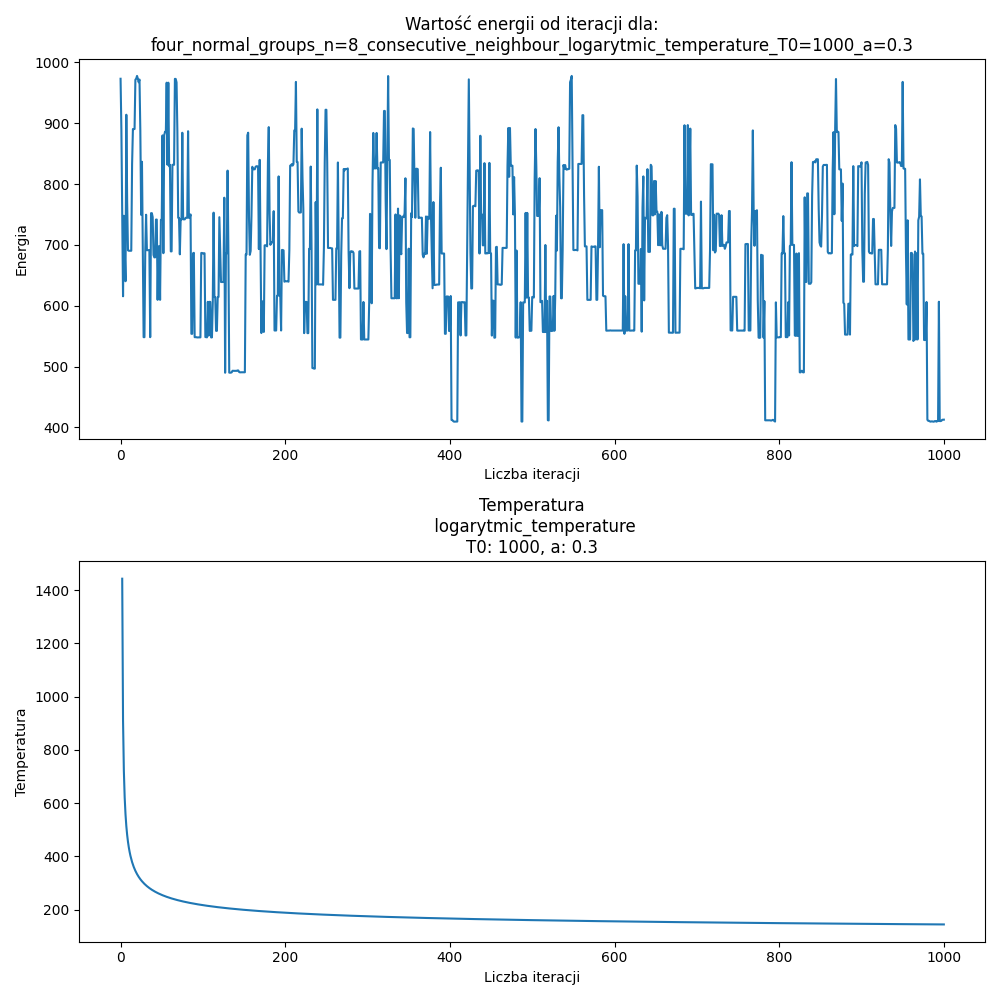 Wartość energii od iteracji dla:
four_normal_groups_n=8_consecutive_neighbour_logarytmic_temperature_T0=1000_a=0.3
1000
900
800
700
600
500
400
Energia
0 200 400 600 800 1000
Liczba iteracji
Temperatura
logarytmic_temperature
T0: 1000, a: 0.3
1400
1200
1000
800
600
400
200
Temperatura
0 200 400 600 800 1000
Liczba iteracji